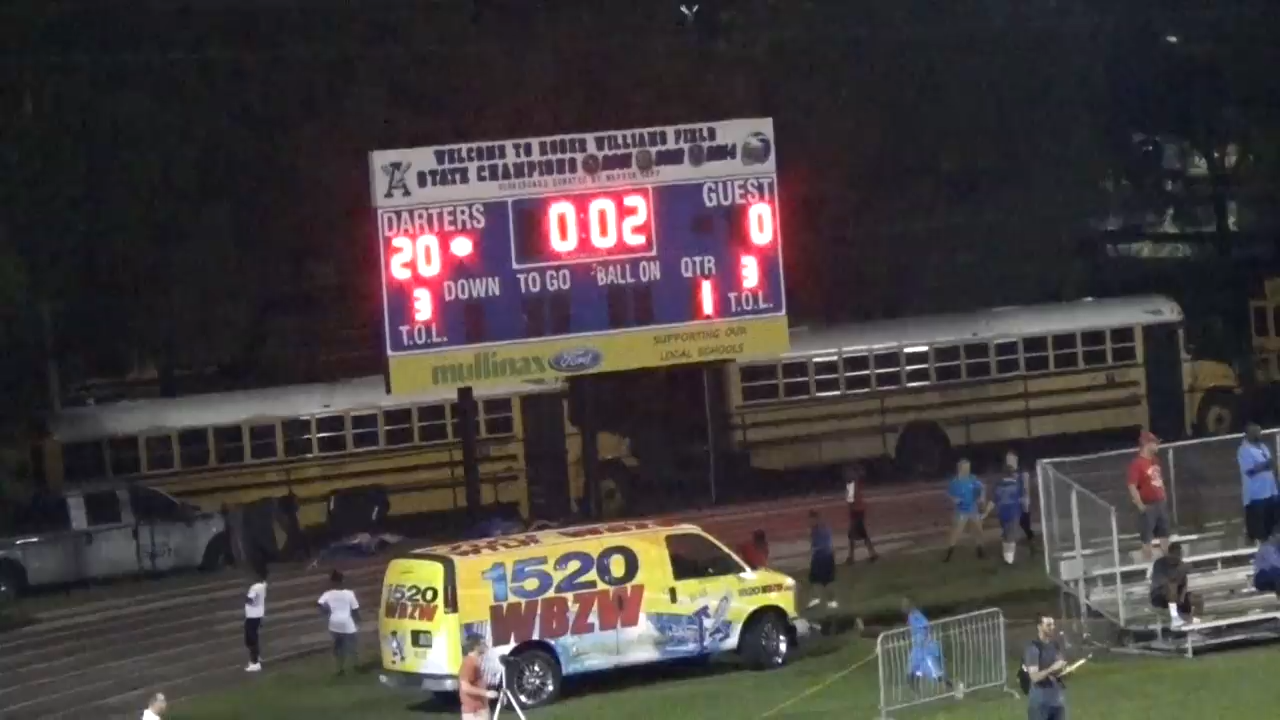 A WELCOME TO ROGER WILLIAMS FIELD
STATE CHAMPIONS
DARTERS
0:02
GUEST
20
0
DOWN TO GO BALL ON QTR
3
1
3
T.O.L.
T.O.L.
mullinax Ford
SUPPORTING OUR
LOCAL SCHOOLS
1520
WBZW
1520
WBZW